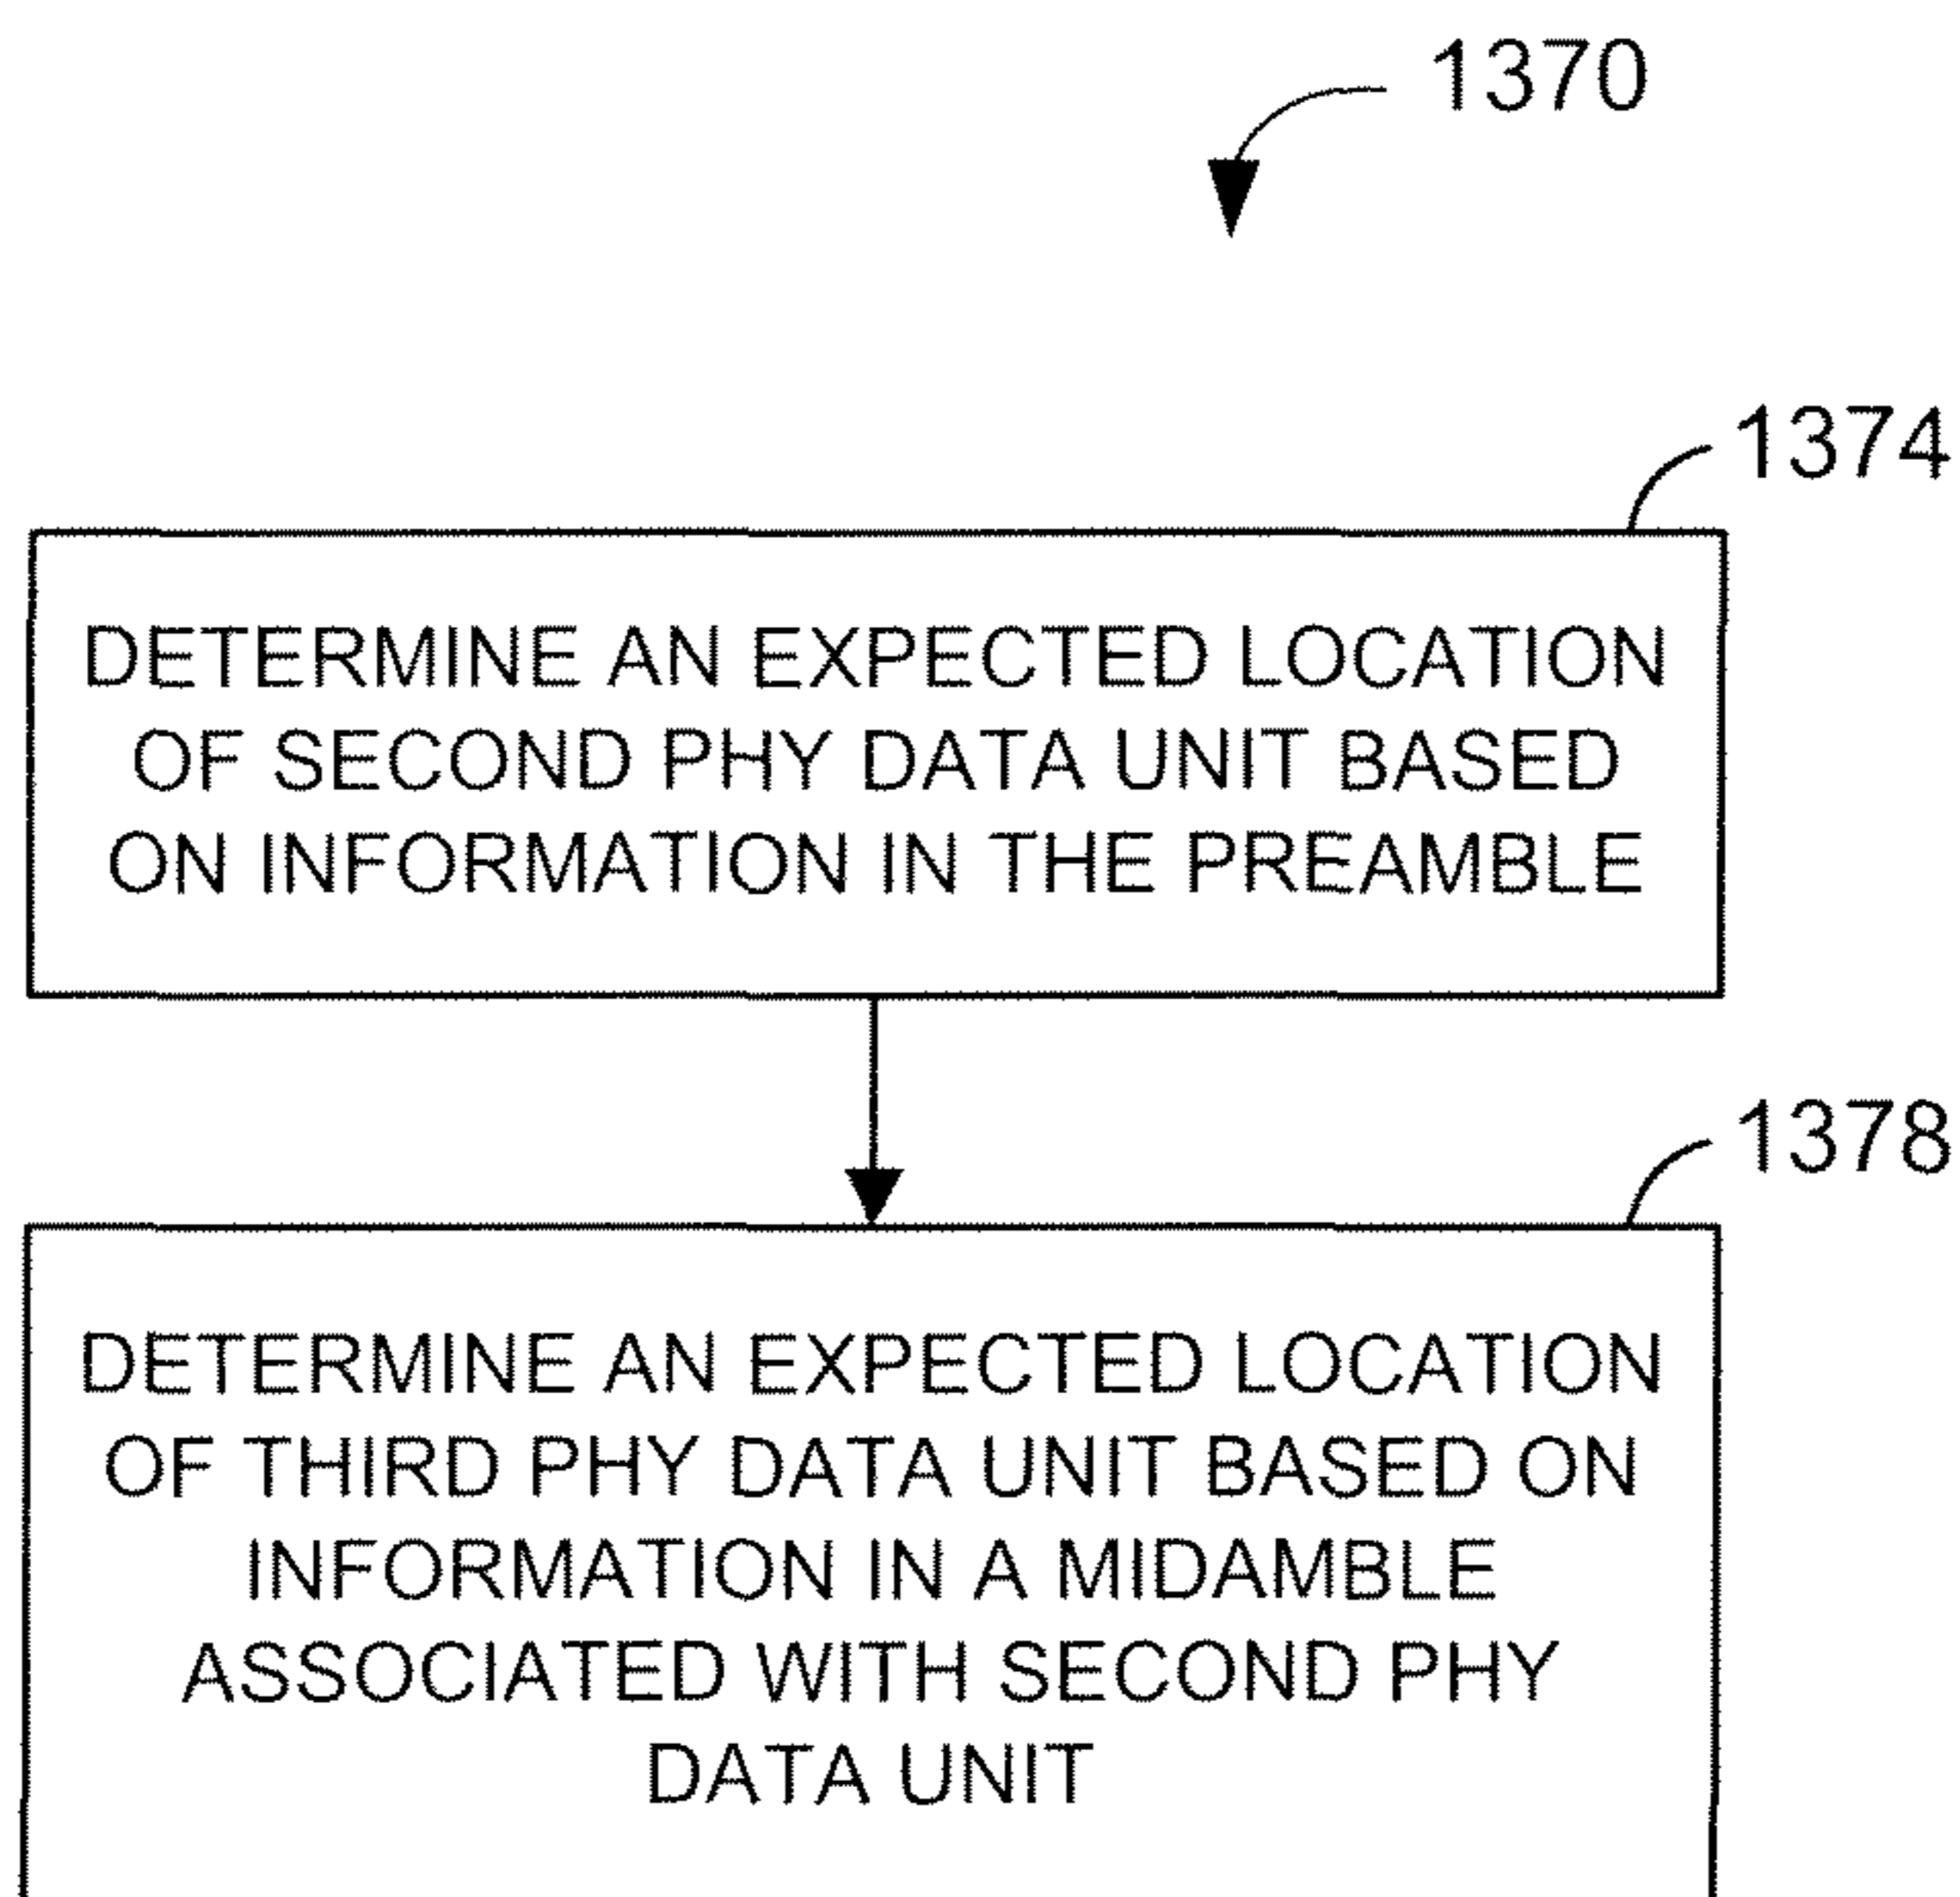 1370
1374
DETERMINE AN EXPECTED LOCATION
OF SECOND PHY DATA UNIT BASED
ON INFORMATION IN THE PREAMBLE
1378
DETERMINE AN EXPECTED LOCATION
OF THIRD PHY DATA UNIT BASED ON
INFORMATION IN A MIDAMBLE
ASSOCIATED WITH SECOND PHY
DATA UNIT